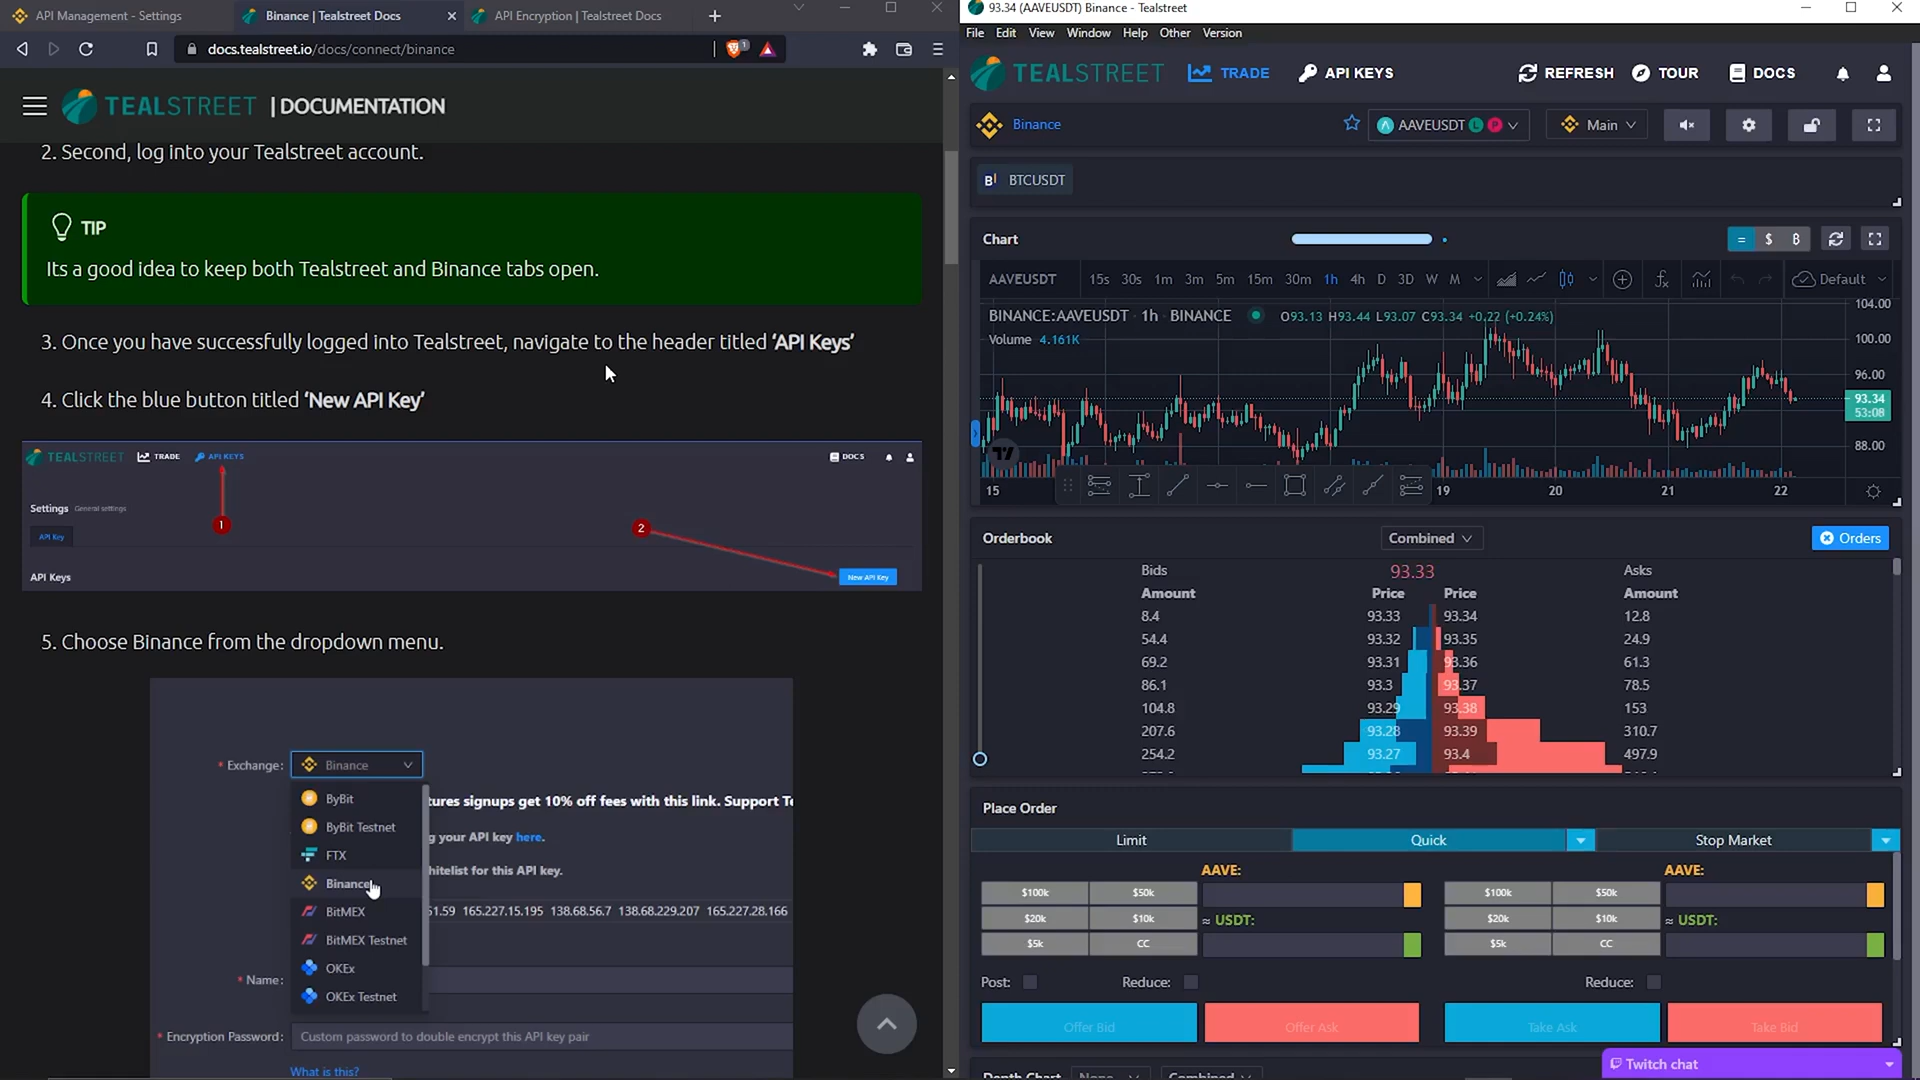 API Management - Settings
Binance | Tealstreet Docs
API Encryption | Tealstreet Docs
docs.tealstreet.io/docs/connect/binance
1
TEALSTREET | DOCUMENTATION
2. Second, log into your Tealstreet account.
TIP
Its a good idea to keep both Tealstreet and Binance tabs open.
3. Once you have successfully logged into Tealstreet, navigate to the header titled ‘API Keys’
4. Click the blue button titled ‘New API Key’
TEALSTREET TRADE API KEYS DOCS
Settings General settings
1
2
API Key
API Keys
New API Key
5. Choose Binance from the dropdown menu.
* Exchange: Binance
ByBit
tures signups get 10% off fees with this link. Support Te
ByBit Testnet
g your API key here.
FTX
hitelist for this API key.
Binance
BitMEX
51.59 165.227.15.195 138.68.56.7 138.68.229.207 165.227.28.166
BitMEX Testnet
OKEx
* Name:
OKEx Testnet
* Encryption Password: Custom password to double encrypt this API key pair
What is this?
93.34 (AAVEUSDT) Binance - Tealstreet
File Edit View Window Help Other Version
TEALSTREET TRADE API KEYS REFRESH TOUR DOCS
Binance AAVEUSDT L P Main
BTCUSDT
Chart = $ B
AAVEUSDT 15s 30s 1m 3m 5m 15m 30m 1h 4h D 3D W M Default
BINANCE:AAVEUSDT · 1h · BINANCE O93.13 H93.44 L93.07 C93.34 +0.22 (+0.24%)
Volume 4.161K
104.00
100.00
96.00
93.34
53:08
88.00
15 19 20 21 22
Orderbook Combined Orders
Bids 93.33 Asks
Amount Price Price Amount
8.4 93.33 93.34 12.8
54.4 93.32 93.35 24.9
69.2 93.31 93.36 61.3
86.1 93.3 93.37 78.5
104.8 93.29 93.38 153
207.6 93.28 93.39 310.7
254.2 93.27 93.4 497.9
Place Order
Limit Quick Stop Market
AAVE: AAVE:
$100k $50k $100k $50k
$20k $10k ≈ USDT: $20k $10k ≈ USDT:
$5k CC $5k CC
Post: Reduce: Reduce:
Offer Bid Offer Ask Take Ask Take Bid
Twitch chat
Depth Chart None Combined